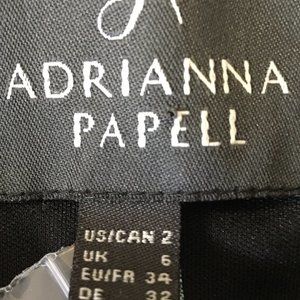 ADRIANNA
PAPELL
US/CAN 2
UK 6
EU/FR 34
DE 32